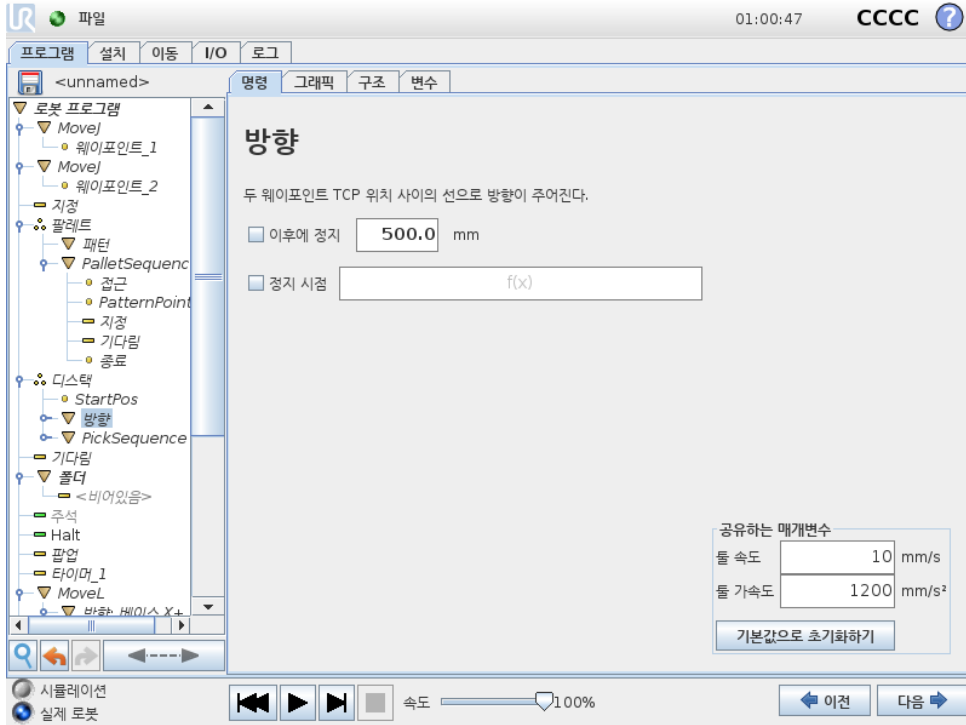 UR 파일 01:00:47 CCCC ?
프로그램 설치 이동 I/O 로그
<unnamed>
명령 그래픽 구조 변수
로봇 프로그램
MoveJ
웨이포인트_1
MoveJ
웨이포인트_2
지정
팔레트
패턴
PalletSequenc
접근
PatternPoint
지정
기다림
종료
디스택
StartPos
방향
PickSequence
기다림
폴더
<비어있음>
주석
Halt
팝업
타이머_1
MoveL
방향: 베이스 X+
방향
두 웨이포인트 TCP 위치 사이의 선으로 방향이 주어진다.
이후에 정지 500.0 mm
정지 시점 f(x)
공유하는 매개변수
툴 속도 10 mm/s
툴 가속도 1200 mm/s²
기본값으로 초기화하기
시뮬레이션
실제 로봇
속도 100%
이전 다음